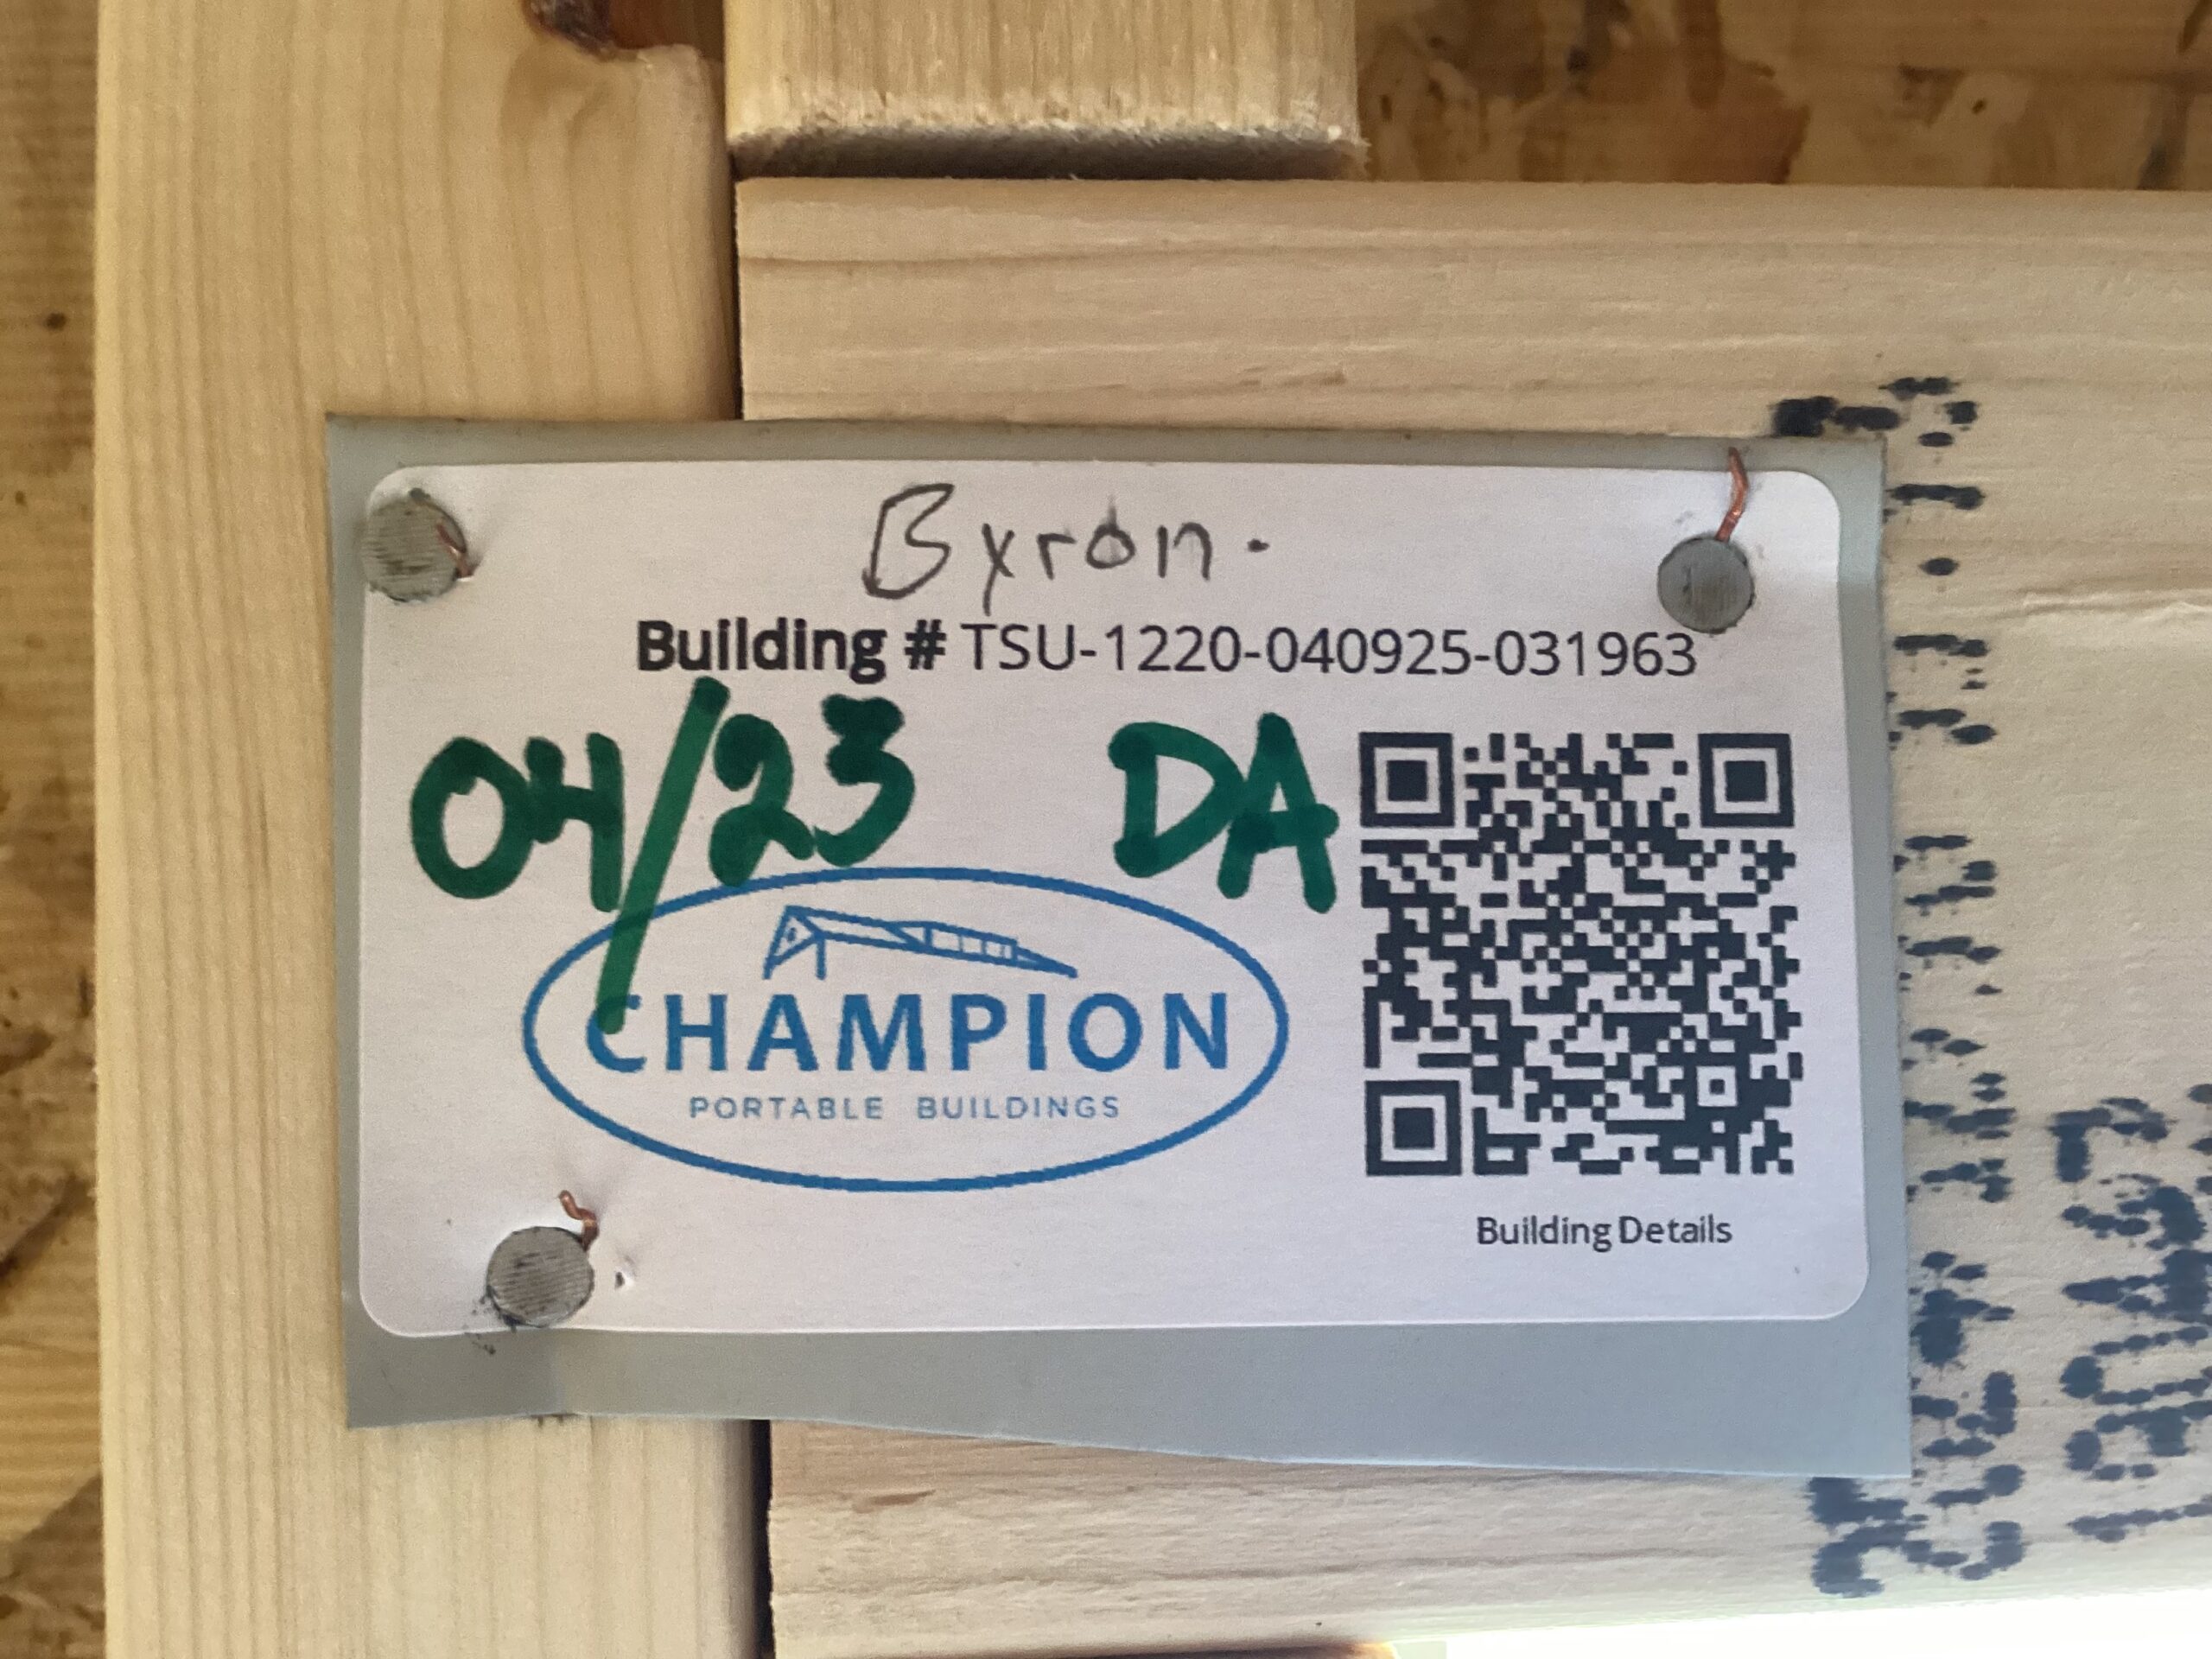 Byron.
Building # TSU-1220-040925-031963
04/23 DA
CHAMPION
PORTABLE BUILDINGS
Building Details